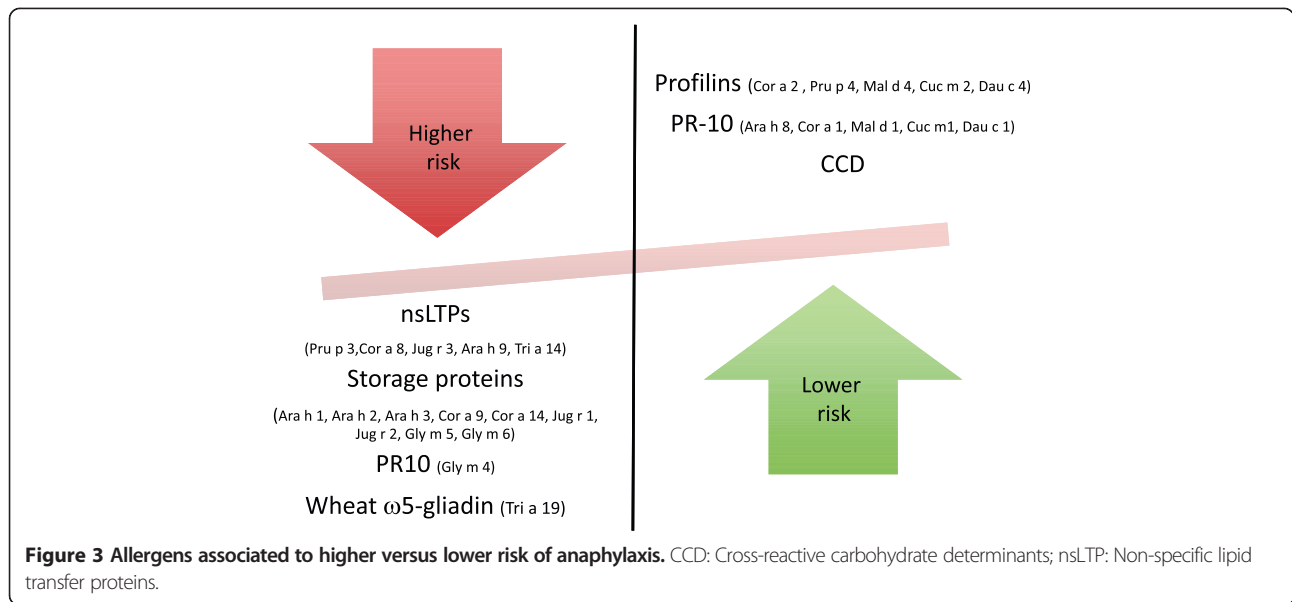 Higher
risk
nsLTPs
(Pru p 3,Cor a 8, Jug r 3, Ara h 9, Tri a 14)
Storage proteins
(Ara h 1, Ara h 2, Ara h 3, Cor a 9, Cor a 14, Jug r 1,
Jug r 2, Gly m 5, Gly m 6)
PR10 (Gly m 4)
Wheat ω5-gliadin (Tri a 19)
Profilins (Cor a 2 , Pru p 4, Mal d 4, Cuc m 2, Dau c 4)
PR-10 (Ara h 8, Cor a 1, Mal d 1, Cuc m1, Dau c 1)
CCD
Lower
risk
Figure 3 Allergens associated to higher versus lower risk of anaphylaxis. CCD: Cross-reactive carbohydrate determinants; nsLTP: Non-specific lipid
transfer proteins.